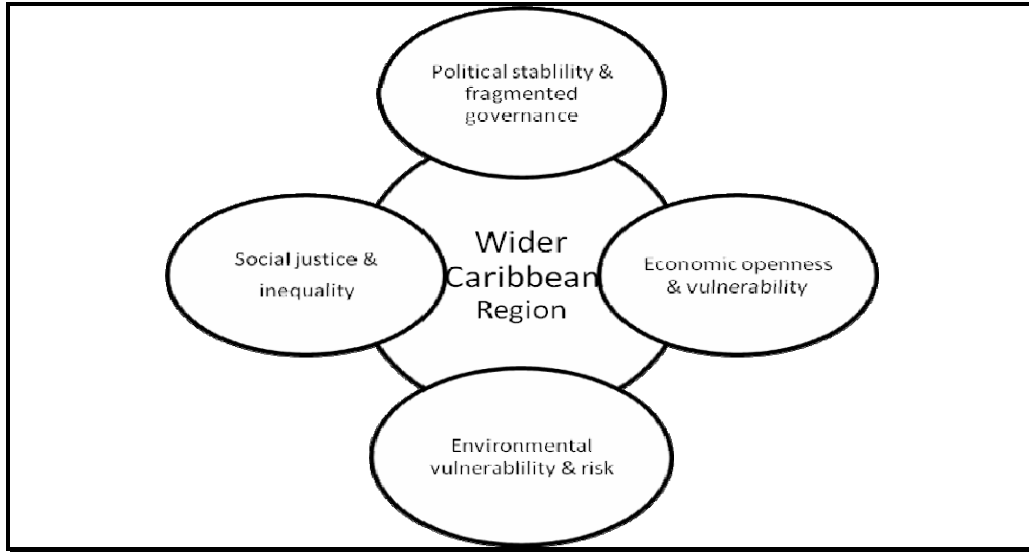 Political stablility &
fragmented
governance
Social justice &
inequality
Wider
Caribbean
Region
Economic openness
& vulnerability
Environmental
vulnerablility & risk